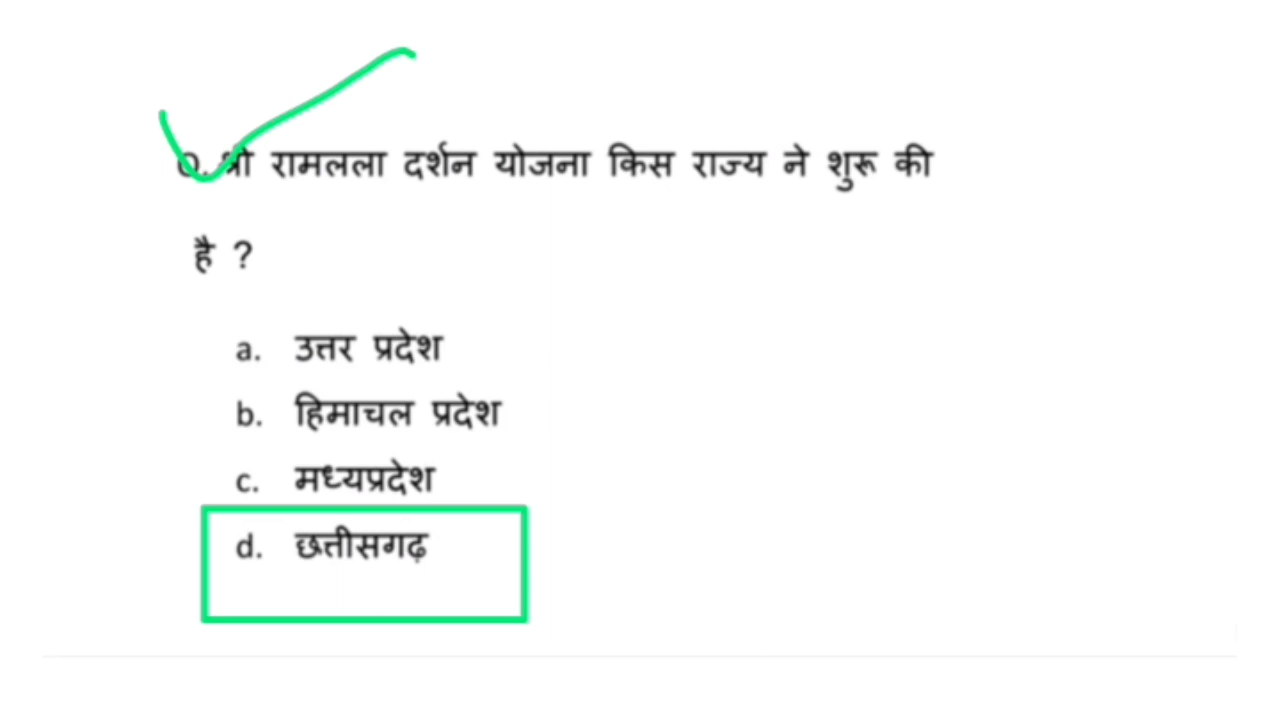 Q. श्री रामलला दर्शन योजना किस राज्य ने शुरू की
है ?
a. उत्तर प्रदेश
b. हिमाचल प्रदेश
c. मध्यप्रदेश
d. छत्तीसगढ़